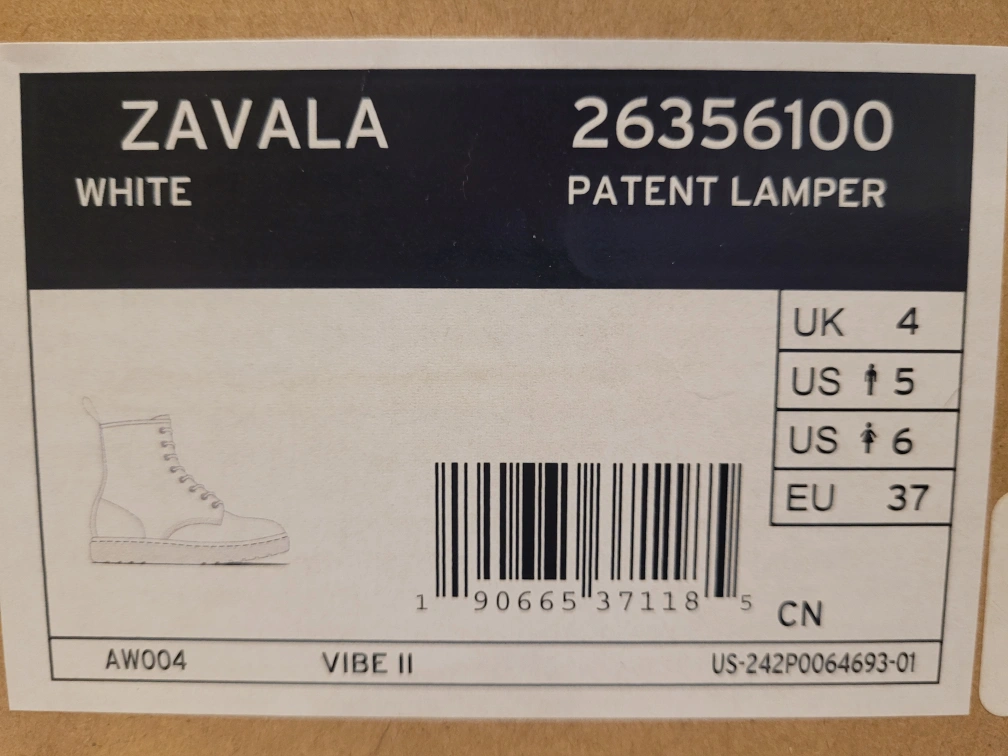 ZAVALA 26356100
WHITE PATENT LAMPER
UK 4
US 5
US 6
EU 37
1 90665 37118 5
CN
AW004 VIBE II US-242P0064693-01